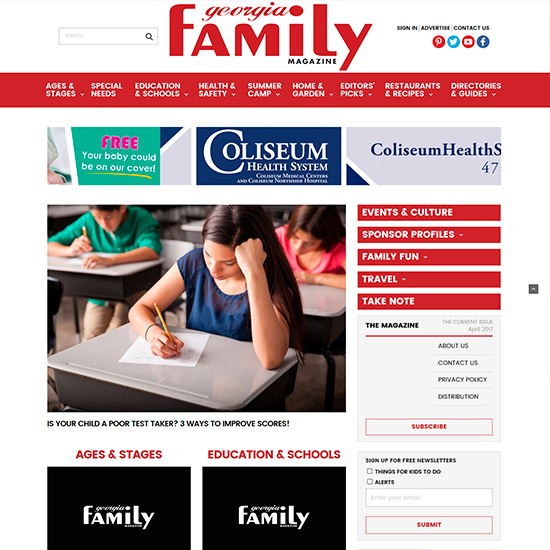 georgia
FAMILY
MAGAZINE
SEARCH
SIGN IN | ADVERTISE | CONTACT US
AGES & STAGES
SPECIAL NEEDS
EDUCATION & SCHOOLS
HEALTH & SAFETY
SUMMER CAMP
HOME & GARDEN
EDITORS' PICKS
RESTAURANTS & RECIPES
DIRECTORIES & GUIDES
FREE
Your baby could
be on our cover!
COLISEUM
HEALTH SYSTEM
COLISEUM MEDICAL CENTERS
AND COLISEUM NORTHSIDE HOSPITAL
ColiseumHealthS
47
IS YOUR CHILD A POOR TEST TAKER? 3 WAYS TO IMPROVE SCORES!
AGES & STAGES
georgia
FAMILY
MAGAZINE
EDUCATION & SCHOOLS
georgia
FAMILY
MAGAZINE
EVENTS & CULTURE
SPONSOR PROFILES
FAMILY FUN
TRAVEL
TAKE NOTE
THE MAGAZINE
THE CURRENT ISSUE
April 2017
ABOUT US
CONTACT US
PRIVACY POLICY
DISTRIBUTION
SUBSCRIBE
SIGN UP FOR FREE NEWSLETTERS
THINGS FOR KIDS TO DO
ALERTS
Enter your email
SUBMIT